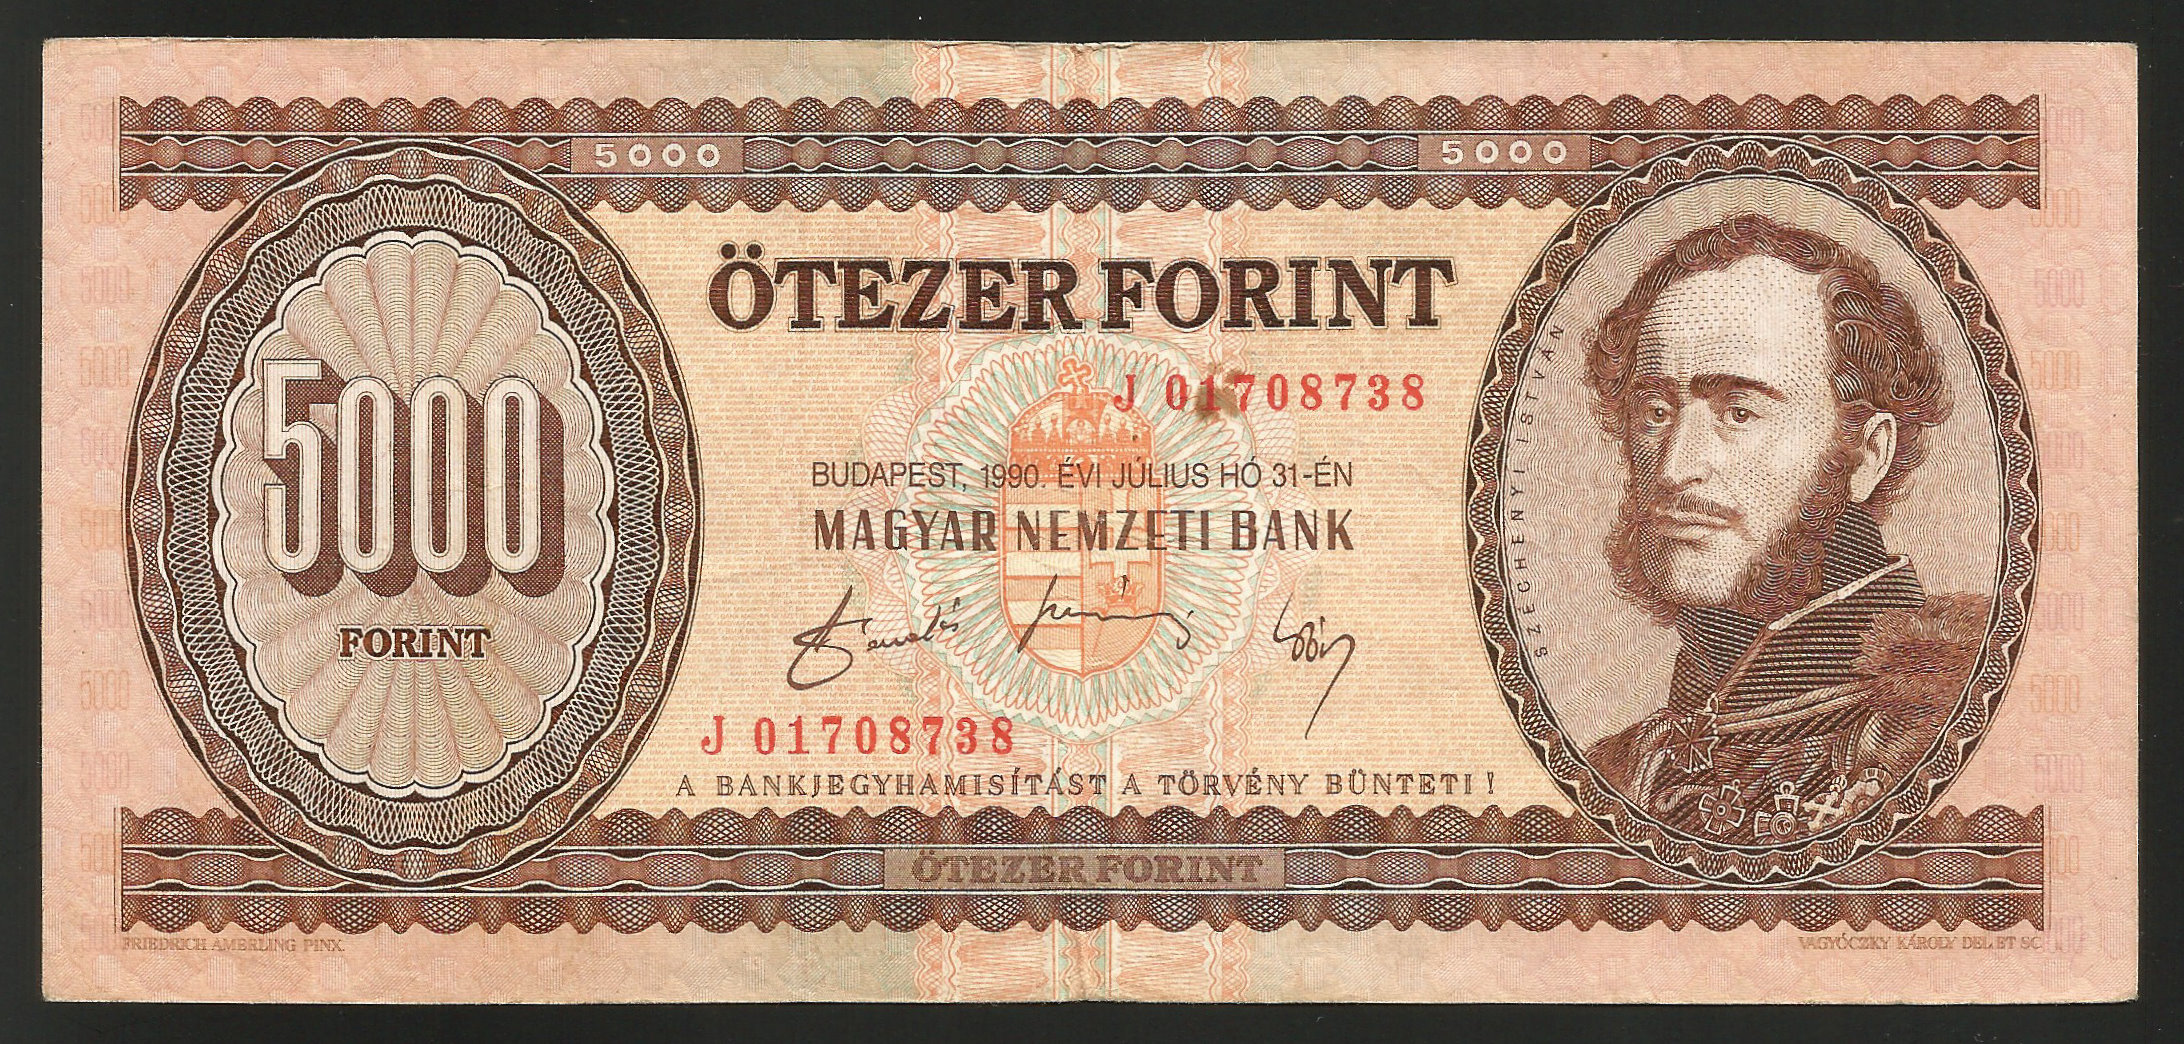 5000
5000
ÖTEZER FORINT
J 01708738
BUDAPEST, 1990. ÉVI JÚLIUS HÓ 31-ÉN
MAGYAR NEMZETI BANK
5000
FORINT
SZÉCHENYI ISTVÁN
J 01708738
A BANKJEGYHAMISÍTÁST A TÖRVÉNY BÜNTETI !
ÖTEZER FORINT
FRIEDRICH AMERLING PINX.
VAGYÓCZKY KÁROLY DEL.ET SC.